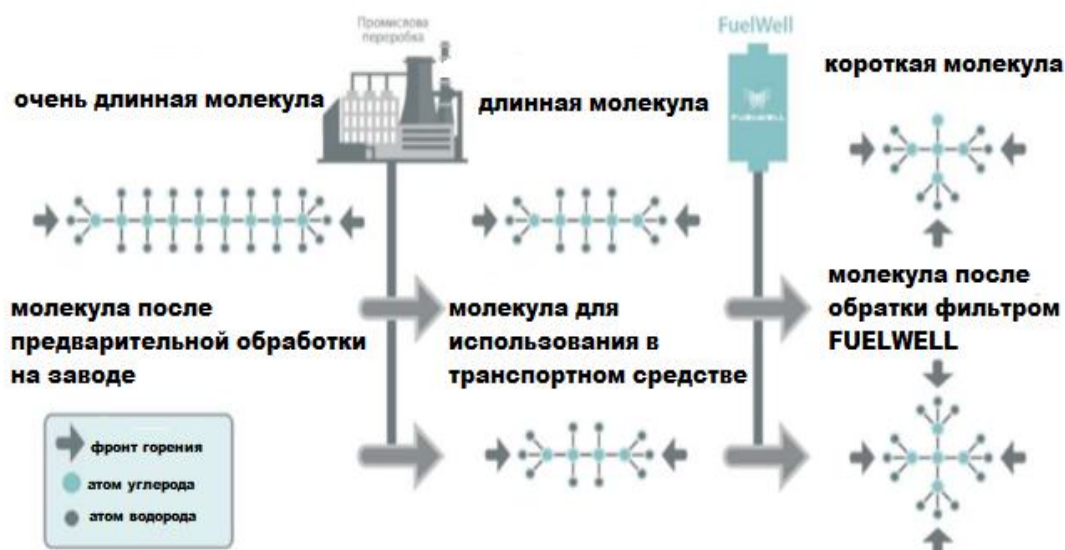 Промислова
переробка
FuelWell
FUELWELL
очень длинная молекула
длинная молекула
короткая молекула
молекула после
предварительной обработки
на заводе
молекула для
использования в
транспортном средстве
молекула после
обратки фильтром
FUELWELL
фронт горения
атом углерода
атом водорода